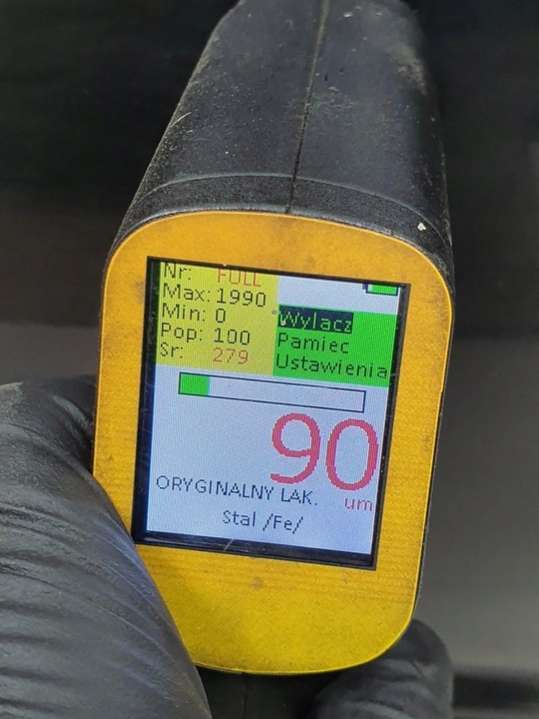 Nr: FULL
Max: 1990
Min: 0
Pop: 100
Sr: 279
Wylacz
Pamiec
Ustawienia
90
um
ORYGINALNY LAK.
Stal /Fe/